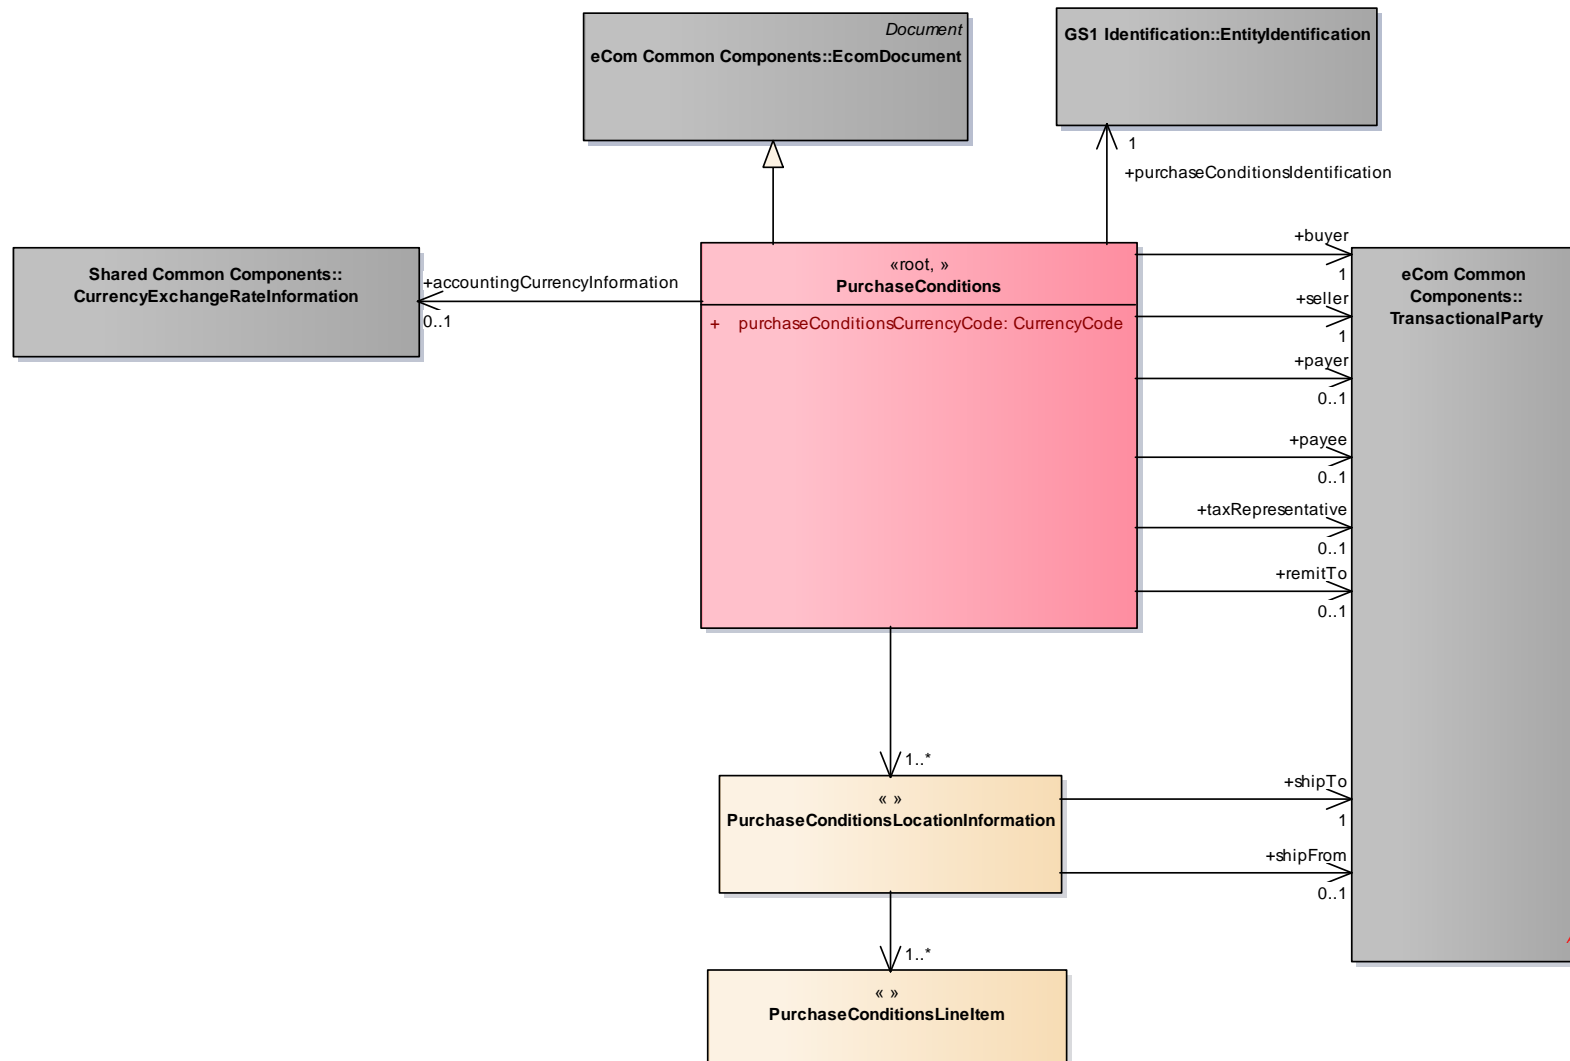 Document
eCom Common Components::EcomDocument
GS1 Identification::EntityIdentification
1
+purchaseConditionsIdentification
Shared Common Components::
CurrencyExchangeRateInformation
+accountingCurrencyInformation
0..1
«root, »
PurchaseConditions
+ purchaseConditionsCurrencyCode: CurrencyCode
+buyer
1
+seller
1
+payer
0..1
+payee
0..1
+taxRepresentative
0..1
+remitTo
0..1
eCom Common
Components::
TransactionalParty
1..*
« »
PurchaseConditionsLocationInformation
+shipTo
1
+shipFrom
0..1
1..*
« »
PurchaseConditionsLineItem